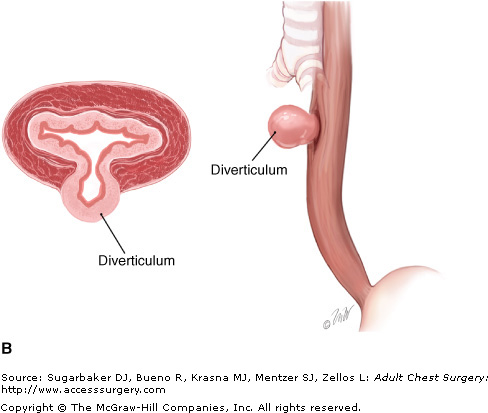 Diverticulum
Diverticulum
©
B
Source: Sugarbaker DJ, Bueno R, Krasna MJ, Mentzer SJ, Zellos L: Adult Chest Surgery:
http://www.accesssurgery.com
Copyright © The McGraw-Hill Companies, Inc. All rights reserved.